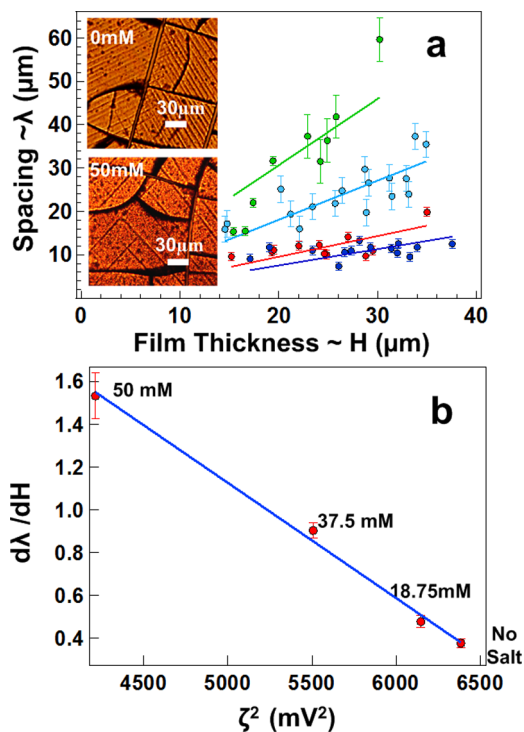 a
0mM
30μm
50mM
30μm
Spacing ~λ (μm)
60
50
40
30
20
10
0
0
10
20
30
40
Film Thickness ~ H (μm)
b
50 mM
37.5 mM
18.75mM
No
Salt
dλ /dH
1.6
1.4
1.2
1.0
0.8
0.6
0.4
4500
5000
5500
6000
6500
ζ² (mV²)